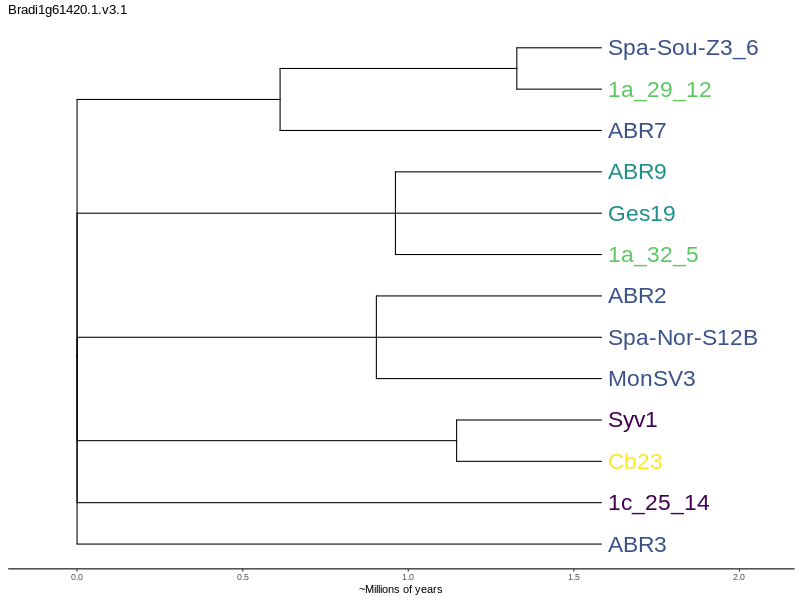 Bradi1g61420.1.v3.1
Spa-Sou-Z3_6
1a_29_12
ABR7
ABR9
Ges19
1a_32_5
ABR2
Spa-Nor-S12B
MonSV3
Syv1
Cb23
1c_25_14
ABR3
0.0 0.5 1.0 1.5 2.0
~Millions of years